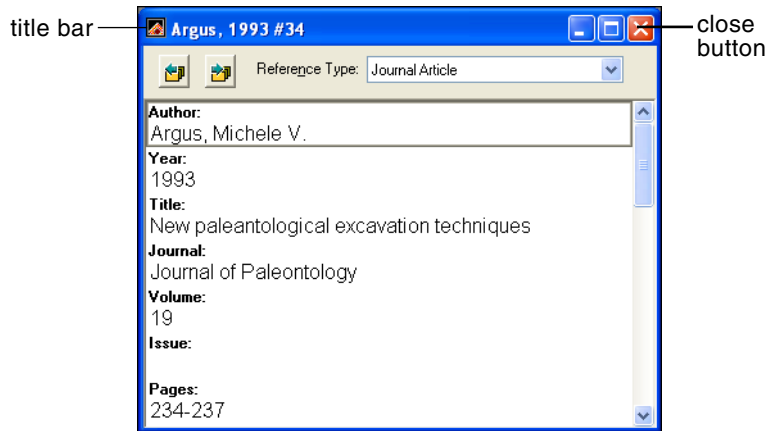 title bar
Argus, 1993 #34
close
button
Reference Type: Journal Article
Author:
Argus, Michele V.
Year:
1993
Title:
New paleantological excavation techniques
Journal:
Journal of Paleontology
Volume:
19
Issue:
Pages:
234-237